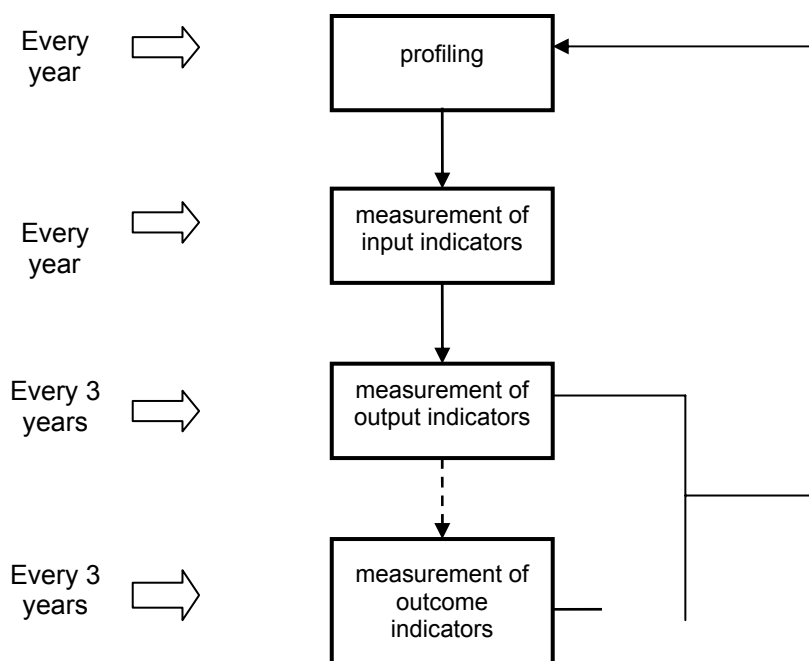 Every
year
profiling
Every
year
measurement of
input indicators
Every 3
years
measurement of
output indicators
Every 3
years
measurement of
outcome
indicators